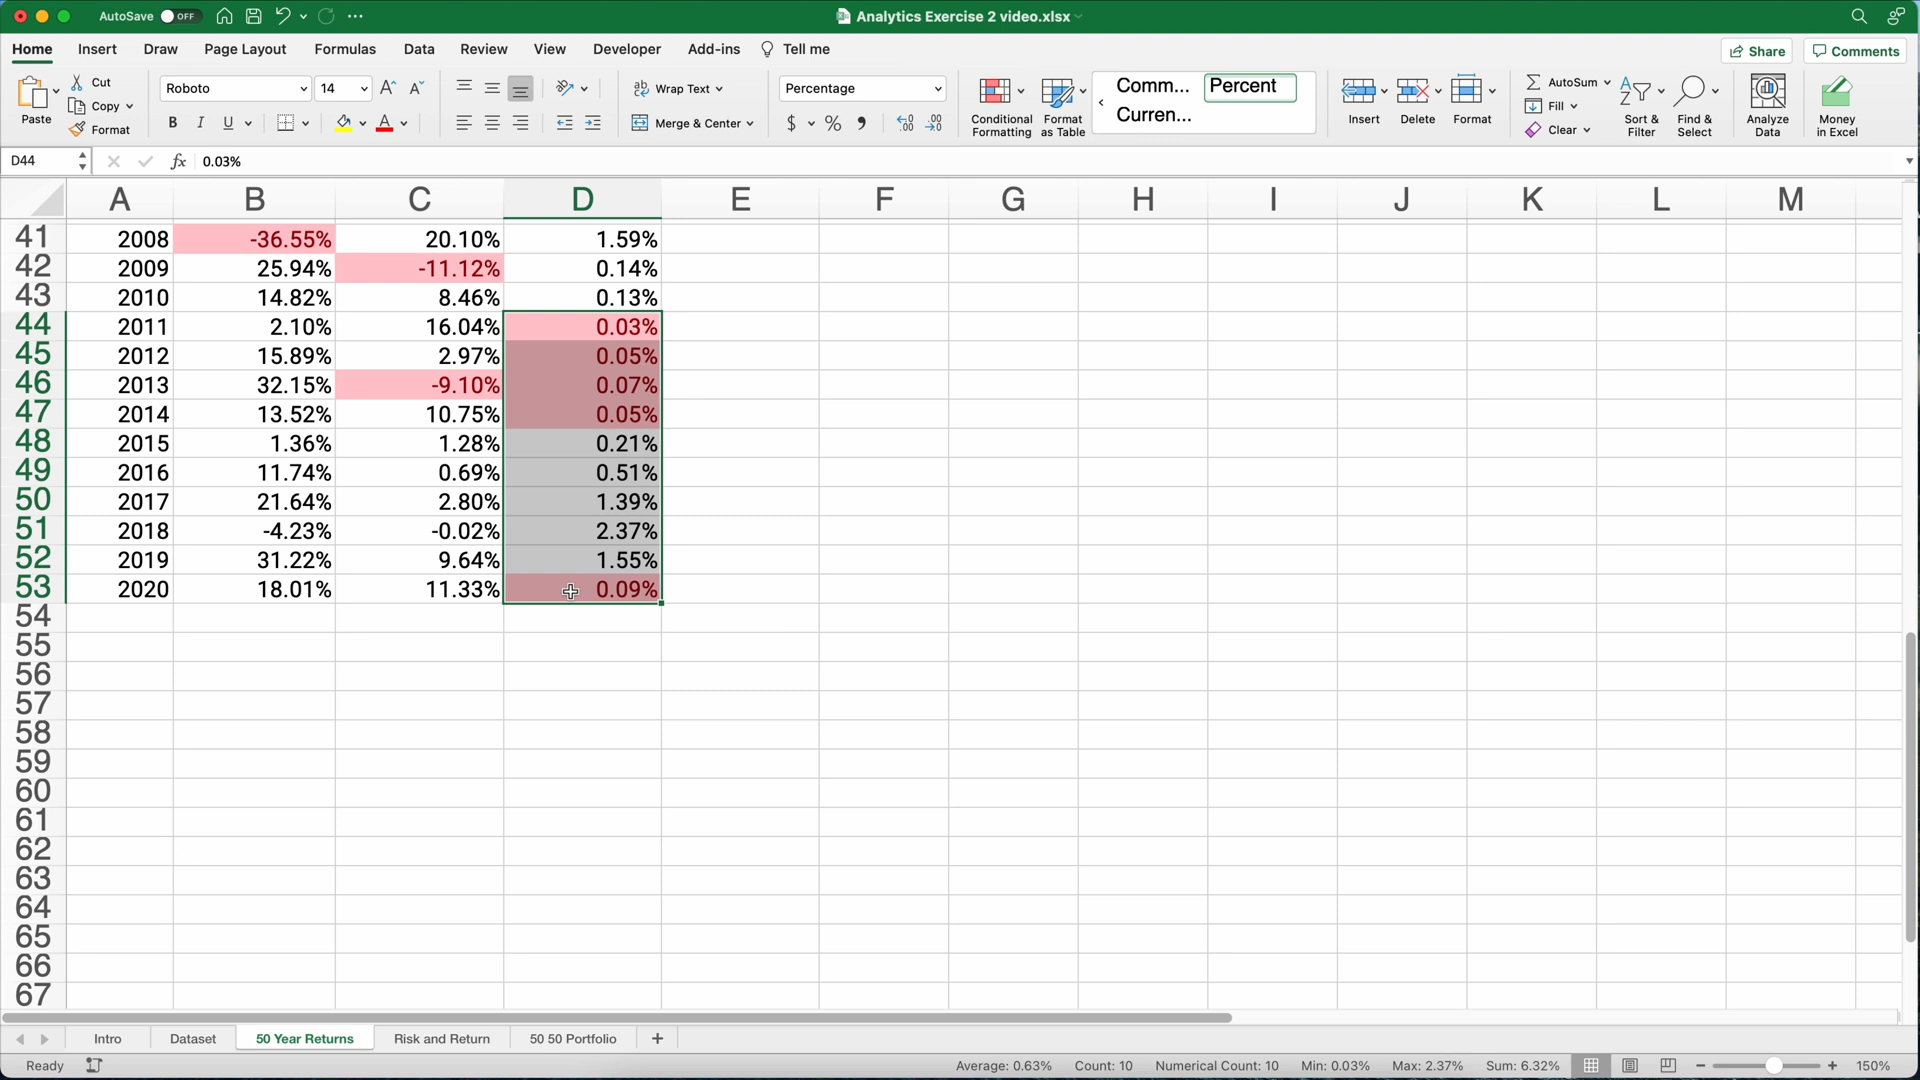 AutoSave OFF Analytics Exercise 2 video.xlsx
Home Insert Draw Page Layout Formulas Data Review View Developer Add-ins Tell me Share Comments
Paste Cut Copy Format
Roboto 14
B I U A
Wrap Text
Merge & Center
Percentage
$ % ,
Conditional Formatting
Format as Table
Comm... Percent
Curren...
Insert Delete Format
AutoSum
Fill
Clear
Sort & Filter
Find & Select
Analyze Data
Money in Excel
D44 fx 0.03%
A B C D E F G H I J K L M
41 2008 -36.55% 20.10% 1.59%
42 2009 25.94% -11.12% 0.14%
43 2010 14.82% 8.46% 0.13%
44 2011 2.10% 16.04% 0.03%
45 2012 15.89% 2.97% 0.05%
46 2013 32.15% -9.10% 0.07%
47 2014 13.52% 10.75% 0.05%
48 2015 1.36% 1.28% 0.21%
49 2016 11.74% 0.69% 0.51%
50 2017 21.64% 2.80% 1.39%
51 2018 -4.23% -0.02% 2.37%
52 2019 31.22% 9.64% 1.55%
53 2020 18.01% 11.33% 0.09%
54
55
56
57
58
59
60
61
62
63
64
65
66
67
Intro Dataset 50 Year Returns Risk and Return 50 50 Portfolio +
Ready Average: 0.63% Count: 10 Numerical Count: 10 Min: 0.03% Max: 2.37% Sum: 6.32% 150%